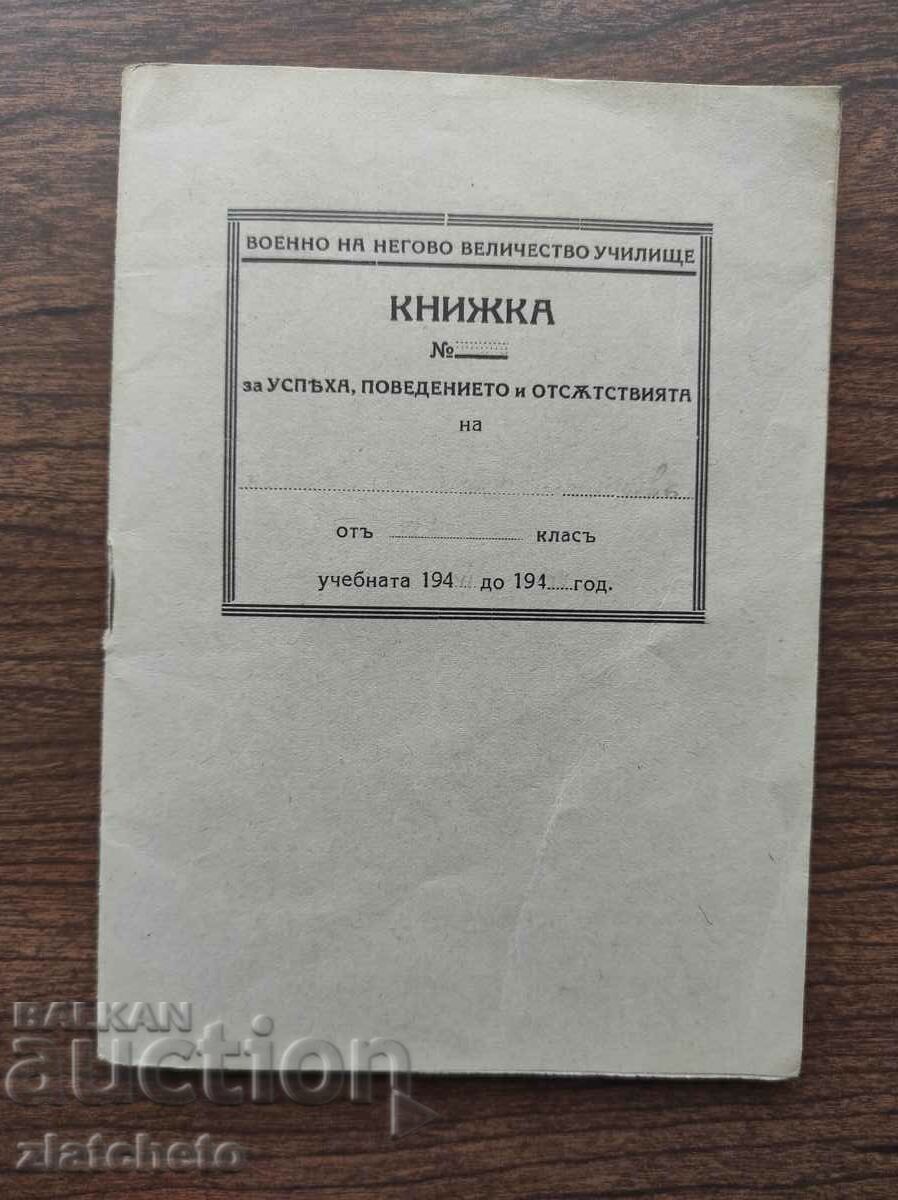 ВОЕННО НА НЕГОВО ВЕЛИЧЕСТВО УЧИЛИЩЕ
КНИЖКА
№
за УСПѢХА, ПОВЕДЕНИЕТО и ОТСѪТСТВИЯТА
на
отъ класъ
учебната 194 до 194 год.
BALKAN
auction
zlatcheto